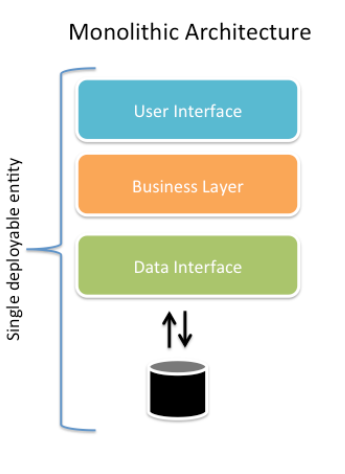 Monolithic Architecture
Single deployable entity
User Interface
Business Layer
Data Interface